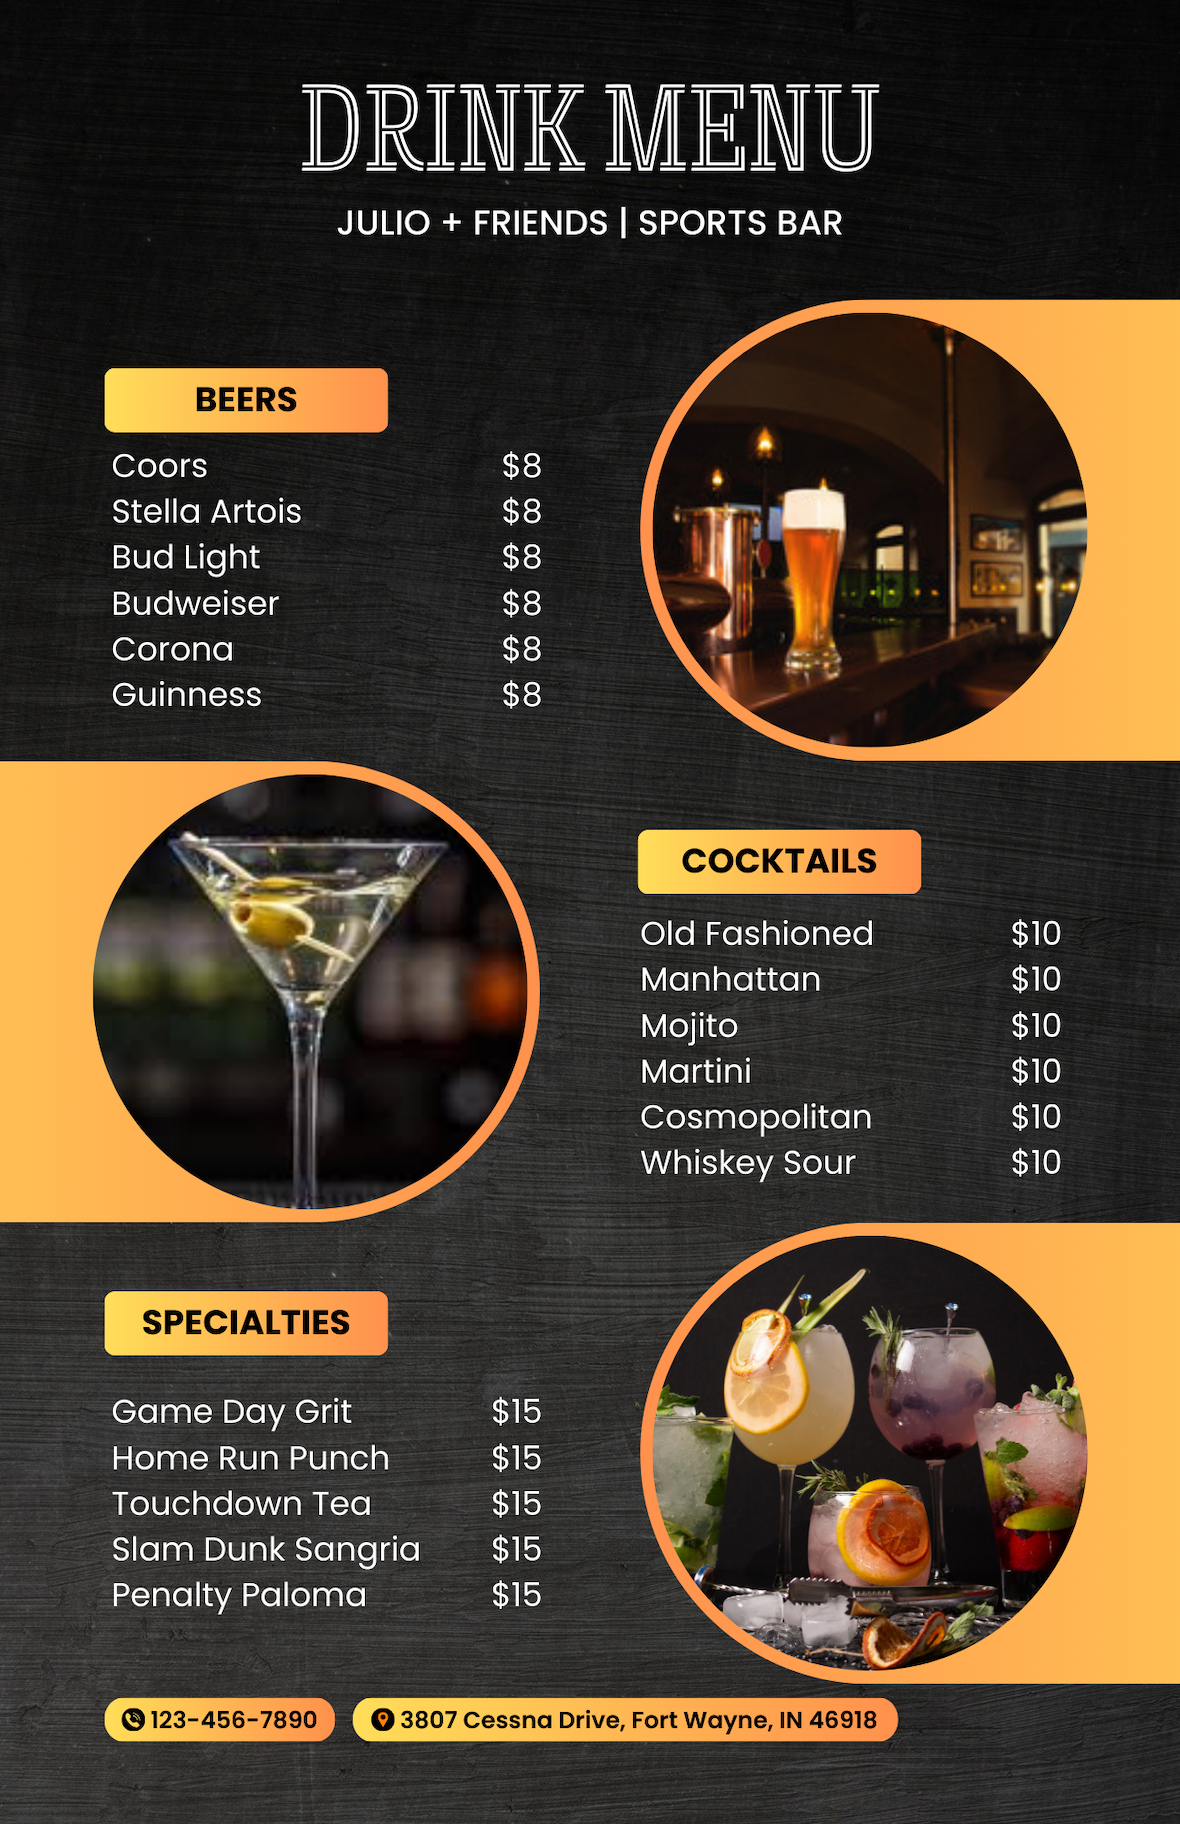 DRINK MENU
JULIO + FRIENDS | SPORTS BAR
BEERS
Coors $8
Stella Artois $8
Bud Light $8
Budweiser $8
Corona $8
Guinness $8
COCKTAILS
Old Fashioned $10
Manhattan $10
Mojito $10
Martini $10
Cosmopolitan $10
Whiskey Sour $10
SPECIALTIES
Game Day Grit $15
Home Run Punch $15
Touchdown Tea $15
Slam Dunk Sangria $15
Penalty Paloma $15
123-456-7890 3807 Cessna Drive, Fort Wayne, IN 46918